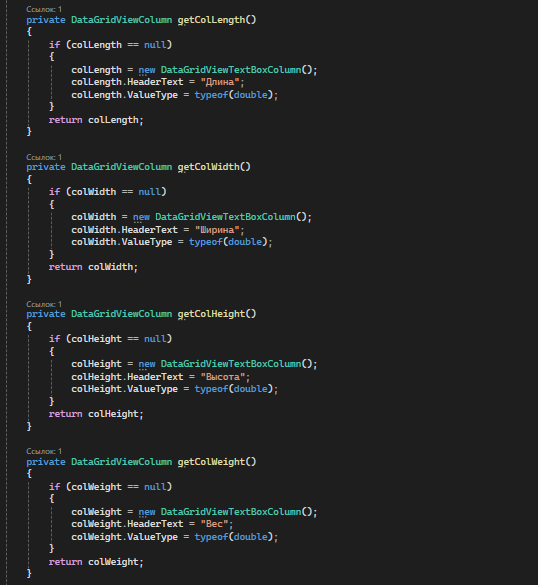 Ссылок: 1
private DataGridViewColumn getColLength()
{
if (colLength == null)
{
colLength = new DataGridViewTextBoxColumn();
colLength.HeaderText = "Длина";
colLength.ValueType = typeof(double);
}
return colLength;
}
Ссылок: 1
private DataGridViewColumn getColWidth()
{
if (colWidth == null)
{
colWidth = new DataGridViewTextBoxColumn();
colWidth.HeaderText = "Ширина";
colWidth.ValueType = typeof(double);
}
return colWidth;
}
Ссылок: 1
private DataGridViewColumn getColHeight()
{
if (colHeight == null)
{
colHeight = new DataGridViewTextBoxColumn();
colHeight.HeaderText = "Высота";
colHeight.ValueType = typeof(double);
}
return colHeight;
}
Ссылок: 1
private DataGridViewColumn getColWeight()
{
if (colWeight == null)
{
colWeight = new DataGridViewTextBoxColumn();
colWeight.HeaderText = "Вес";
colWeight.ValueType = typeof(double);
}
return colWeight;
}